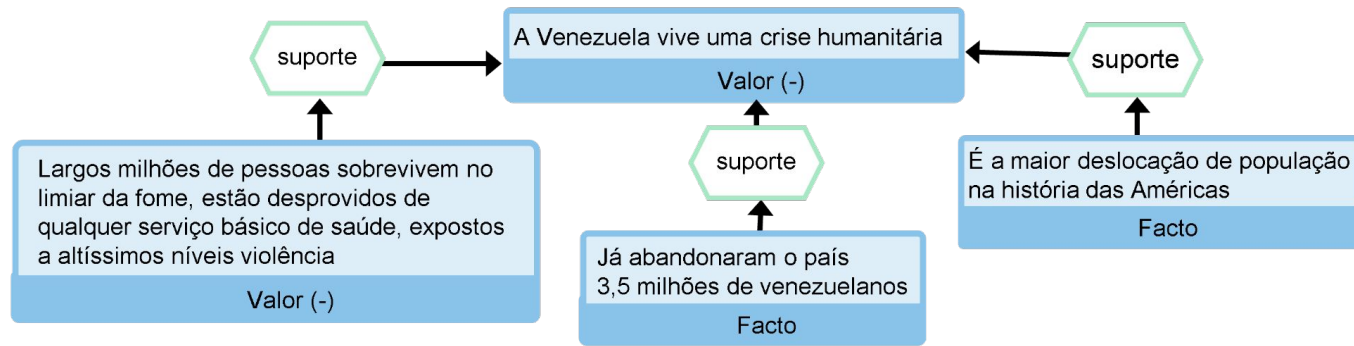 suporte
A Venezuela vive uma crise humanitária
Valor (-)
suporte
Largos milhões de pessoas sobrevivem no
limiar da fome, estão desprovidos de
qualquer serviço básico de saúde, expostos
a altíssimos níveis violência
Valor (-)
suporte
Já abandonaram o país
3,5 milhões de venezuelanos
Facto
É a maior deslocação de população
na história das Américas
Facto